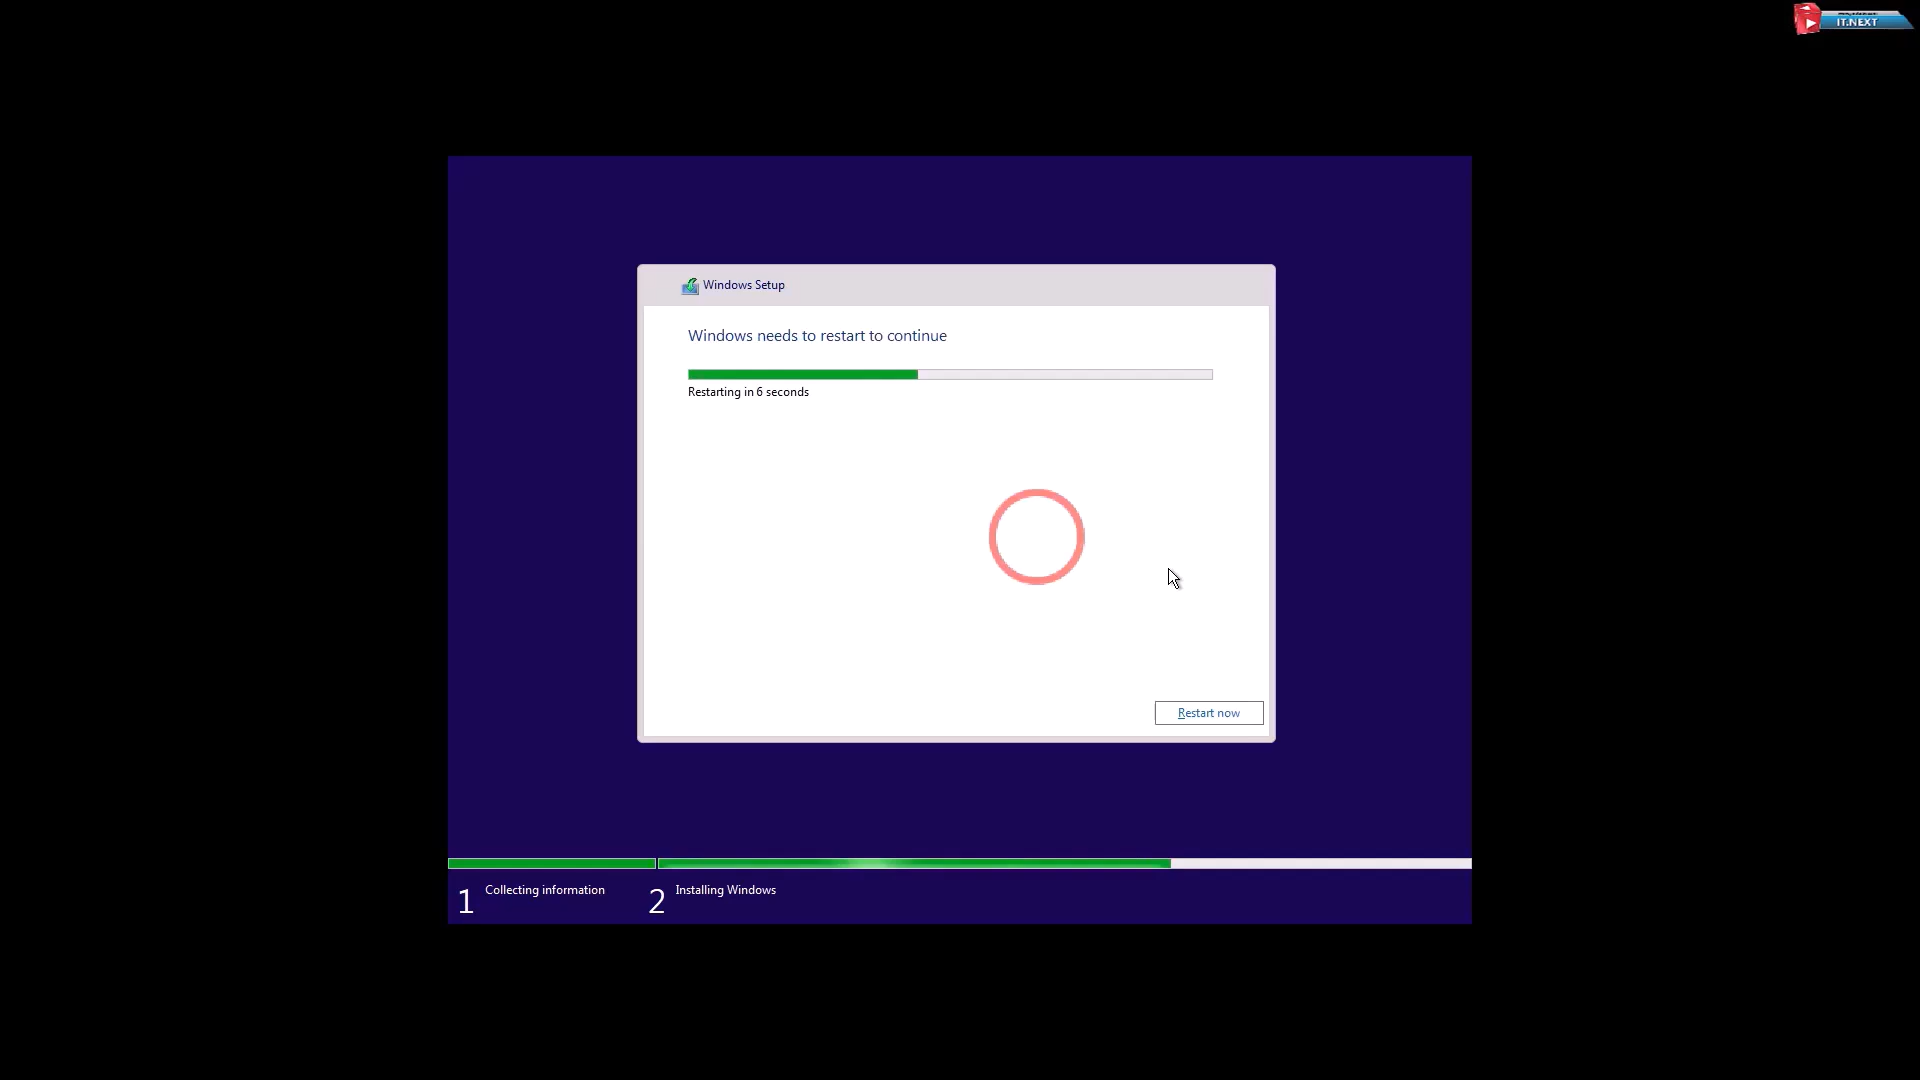 IT.NEXT
Windows Setup
Windows needs to restart to continue
Restarting in 6 seconds
Restart now
1 Collecting information
2 Installing Windows